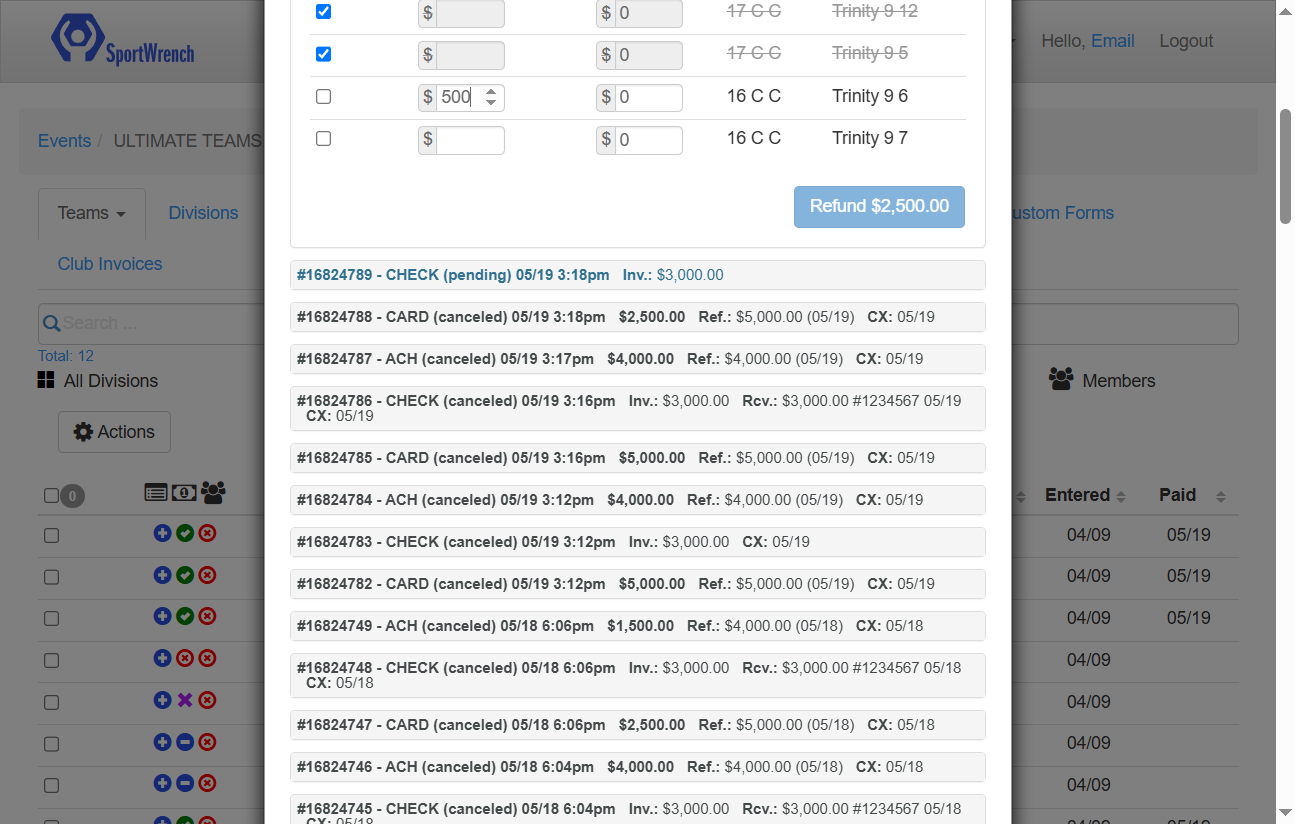 $ $ 0 17 C C Trinity 9 12
SportWrench
Hello, Email Logout
$ $ 0 17 C C Trinity 9 5
$ 500 $ 0 16 C C Trinity 9 6
$ $ 0 16 C C Trinity 9 7
Events / ULTIMATE TEAMS
Refund $2,500.00
Teams Divisions ustom Forms
Club Invoices
#16824789 - CHECK (pending) 05/19 3:18pm Inv.: $3,000.00
#16824788 - CARD (canceled) 05/19 3:18pm $2,500.00 Ref.: $5,000.00 (05/19) CX: 05/19
Search ...
#16824787 - ACH (canceled) 05/19 3:17pm $4,000.00 Ref.: $4,000.00 (05/19) CX: 05/19
Total: 12
All Divisions
Members
#16824786 - CHECK (canceled) 05/19 3:16pm Inv.: $3,000.00 Rcv.: $3,000.00 #1234567 05/19
CX: 05/19
Actions
#16824785 - CARD (canceled) 05/19 3:16pm $5,000.00 Ref.: $5,000.00 (05/19) CX: 05/19
#16824784 - ACH (canceled) 05/19 3:12pm $4,000.00 Ref.: $4,000.00 (05/19) CX: 05/19
0
Entered Paid
#16824783 - CHECK (canceled) 05/19 3:12pm Inv.: $3,000.00 CX: 05/19
04/09 05/19
#16824782 - CARD (canceled) 05/19 3:12pm $5,000.00 Ref.: $5,000.00 (05/19) CX: 05/19
04/09 05/19
#16824749 - ACH (canceled) 05/18 6:06pm $1,500.00 Ref.: $4,000.00 (05/18) CX: 05/18
04/09 05/19
#16824748 - CHECK (canceled) 05/18 6:06pm Inv.: $3,000.00 Rcv.: $3,000.00 #1234567 05/18
CX: 05/18
04/09
04/09
#16824747 - CARD (canceled) 05/18 6:06pm $2,500.00 Ref.: $5,000.00 (05/18) CX: 05/18
04/09
#16824746 - ACH (canceled) 05/18 6:04pm $4,000.00 Ref.: $4,000.00 (05/18) CX: 05/18
04/09
#16824745 - CHECK (canceled) 05/18 6:04pm Inv.: $3,000.00 Rcv.: $3,000.00 #1234567 05/18
CX: 05/18
04/09 05/19